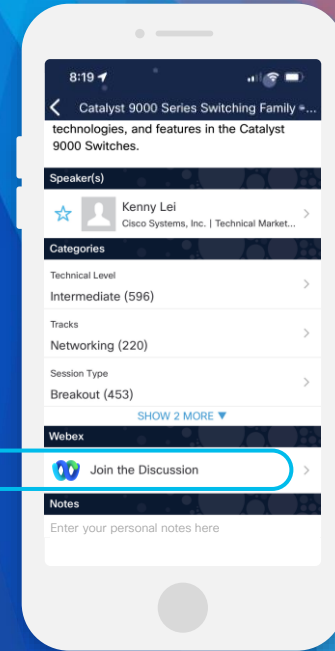 8:19
Catalyst 9000 Series Switching Family –...
technologies, and features in the Catalyst
9000 Switches.
Speaker(s)
Kenny Lei
Cisco Systems, Inc. | Technical Market...
Categories
Technical Level
Intermediate (596)
Tracks
Networking (220)
Session Type
Breakout (453)
SHOW 2 MORE ▼
Webex
Join the Discussion
Notes
Enter your personal notes here